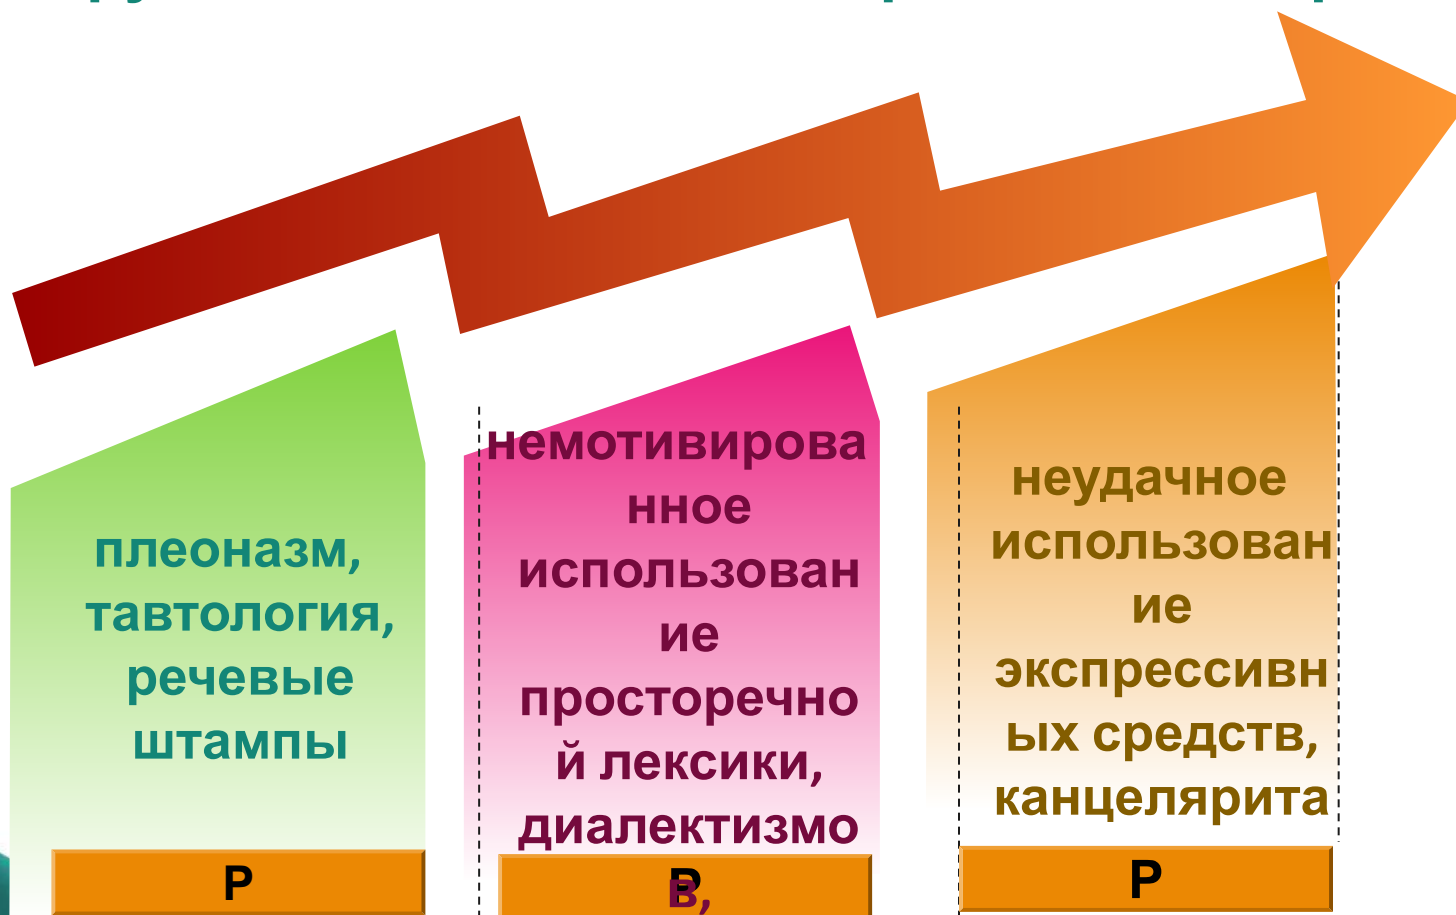 плеоназм,
тавтология,
речевые
штампы
Р
немотивирова
нное
использован
ие
просторечно
й лексики,
диалектизмо
в,
Р
неудачное
использован
ие
экспрессивн
ых средств,
канцелярита
Р